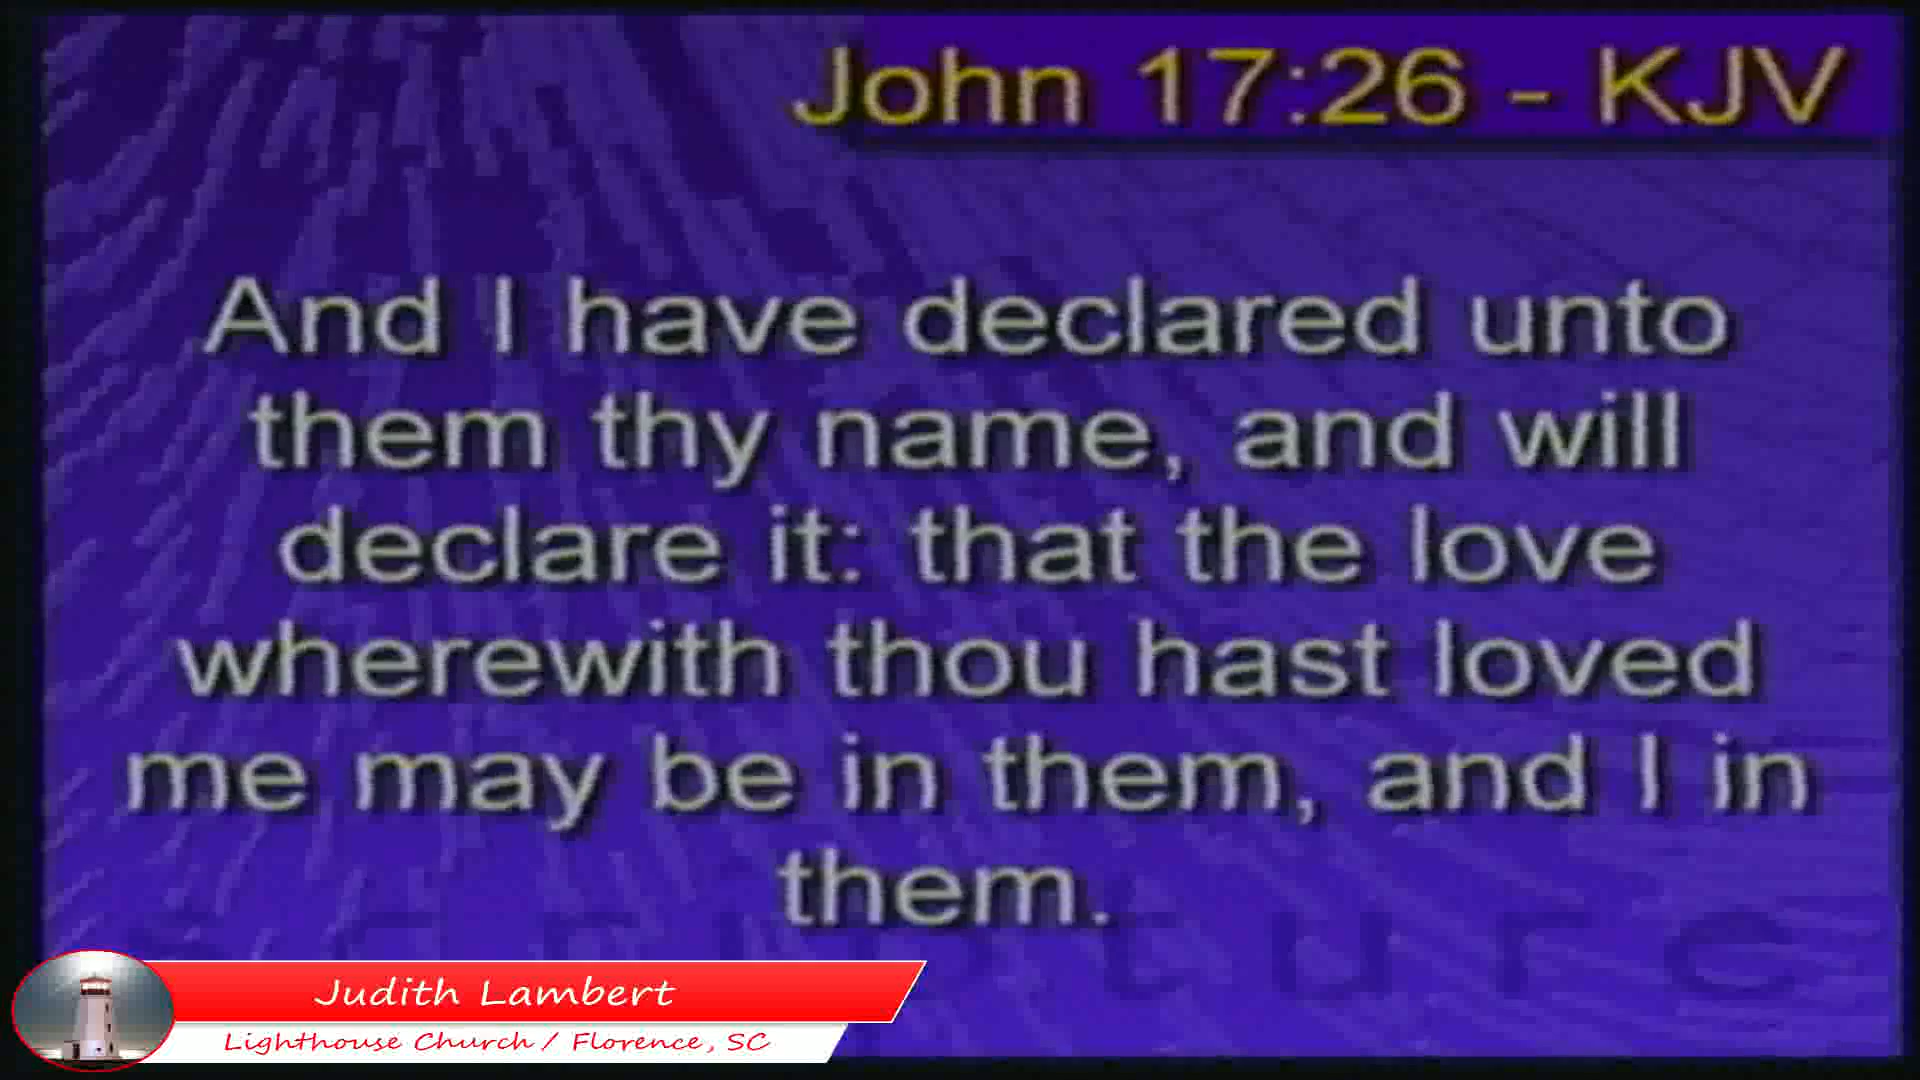 John 17:26 - KJV
And I have declared unto
them thy name, and will
declare it: that the love
wherewith thou hast loved
me may be in them, and I in
them.
Judith Lambert
Lighthouse Church / Florence, SC